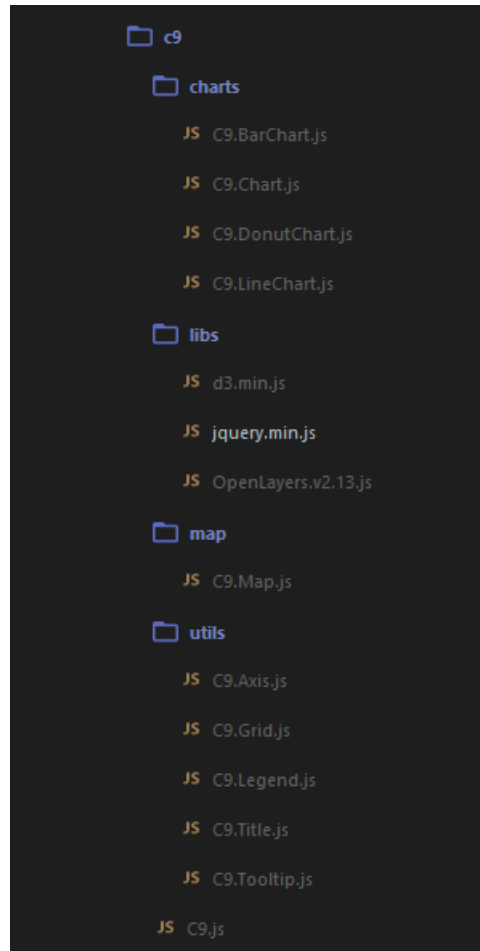 c9
charts
JS C9.BarChart.js
JS C9.Chart.js
JS C9.DonutChart.js
JS C9.LineChart.js
libs
JS d3.min.js
JS jquery.min.js
JS OpenLayers.v2.13.js
map
JS C9.Map.js
utils
JS C9.Axis.js
JS C9.Grid.js
JS C9.Legend.js
JS C9.Title.js
JS C9.Tooltip.js
JS C9.js